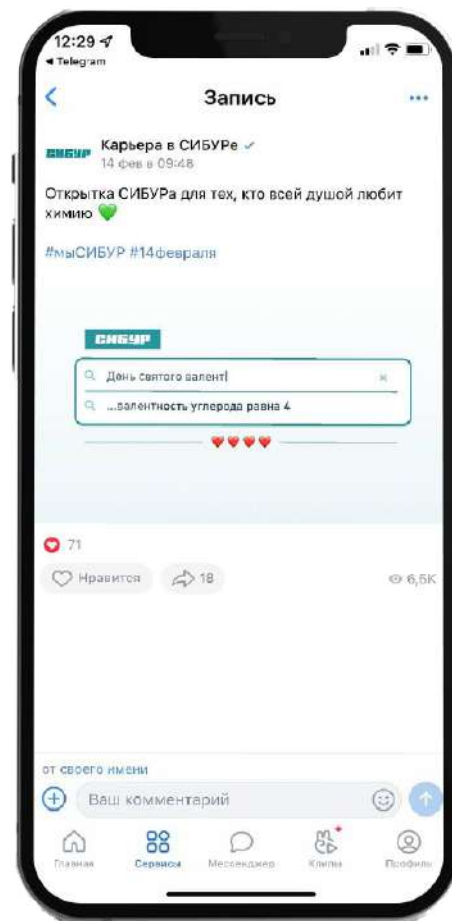 12:29
◀ Telegram
Запись
СИБУР
Карьера в СИБУРе
14 фев в 09:48
Открытка СИБУРа для тех, кто всей душой любит
химию 💚
#мыСИБУР #14февраля
СИБУР
День святого валент
...валентность углерода равна 4
71
Нравится
18
6,5K
от своего имени
Ваш комментарий
Главная
Сервисы
Мессенджер
Клипы
Профиль